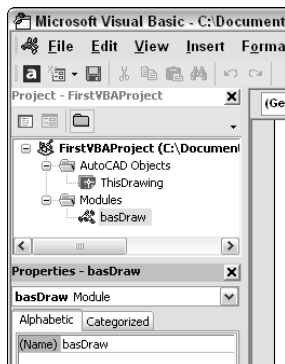 Microsoft Visual Basic - C:\Document
File Edit View Insert Forma
a
Project - FirstVBAProject
(Ge
FirstVBAProject (C:\Documen
AutoCAD Objects
ThisDrawing
Modules
basDraw
Properties - basDraw
basDraw Module
Alphabetic Categorized
(Name) basDraw